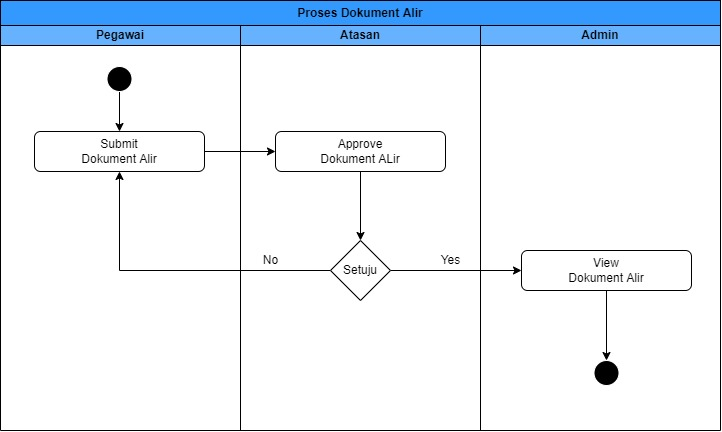 Proses Dokument Alir
Pegawai
Atasan
Admin
Submit
Dokument Alir
Approve
Dokument ALir
No
Setuju
Yes
View
Dokument Alir